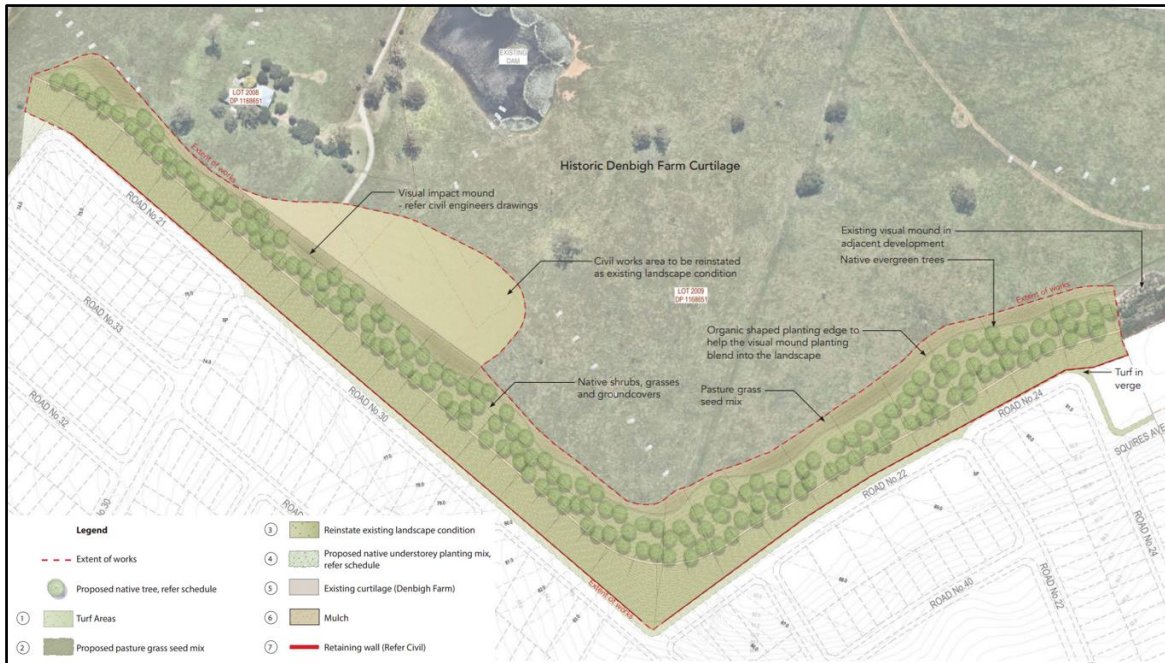 EXISTING
DAM
LOT 2008
DP 1168651
Extent of works
Historic Denbigh Farm Curtilage
Visual impact mound
- refer civil engineers drawings
Civil works area to be reinstated
as existing landscape condition
LOT 2009
DP 1168651
Existing visual mound in
adjacent development
Native evergreen trees
Extent of works
Organic shaped planting edge to
help the visual mound planting
blend into the landscape
Pasture grass
seed mix
Native shrubs, grasses
and groundcovers
Turf in
verge
ROAD No.21
ROAD No.33
ROAD No.32
ROAD No.30
ROAD No.30
ROAD No.24
ROAD No.22
SQUIRES AVE
ROAD No.24
ROAD No.22
ROAD No.40
Extent of works
Legend
Extent of works
Proposed native tree, refer schedule
1 Turf Areas
2 Proposed pasture grass seed mix
3 Reinstate existing landscape condition
4 Proposed native understorey planting mix,
refer schedule
5 Existing curtilage (Denbigh Farm)
6 Mulch
7 Retaining wall (Refer Civil)